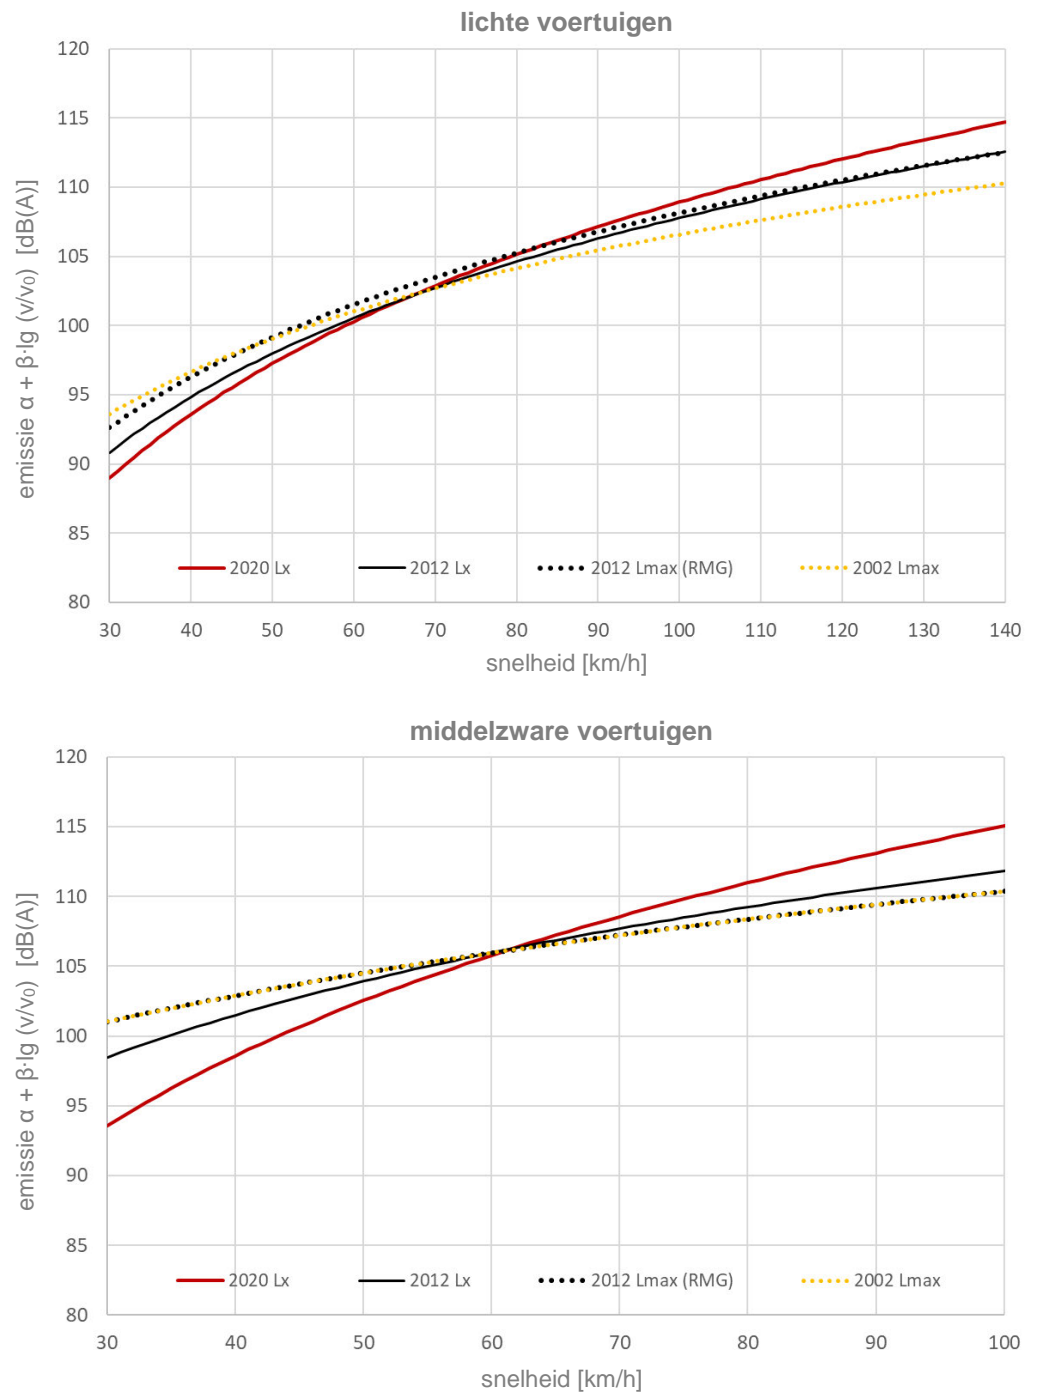 lichte voertuigen
120
115
110
105
100
95
90
85
80
emissie α + β·lg (v/v₀) [dB(A)]
2020 Lx 2012 Lx 2012 Lmax (RMG) 2002 Lmax
30 40 50 60 70 80 90 100 110 120 130 140
snelheid [km/h]
middelzware voertuigen
120
115
110
105
100
95
90
85
80
emissie α + β·lg (v/v₀) [dB(A)]
2020 Lx 2012 Lx 2012 Lmax (RMG) 2002 Lmax
30 40 50 60 70 80 90 100
snelheid [km/h]